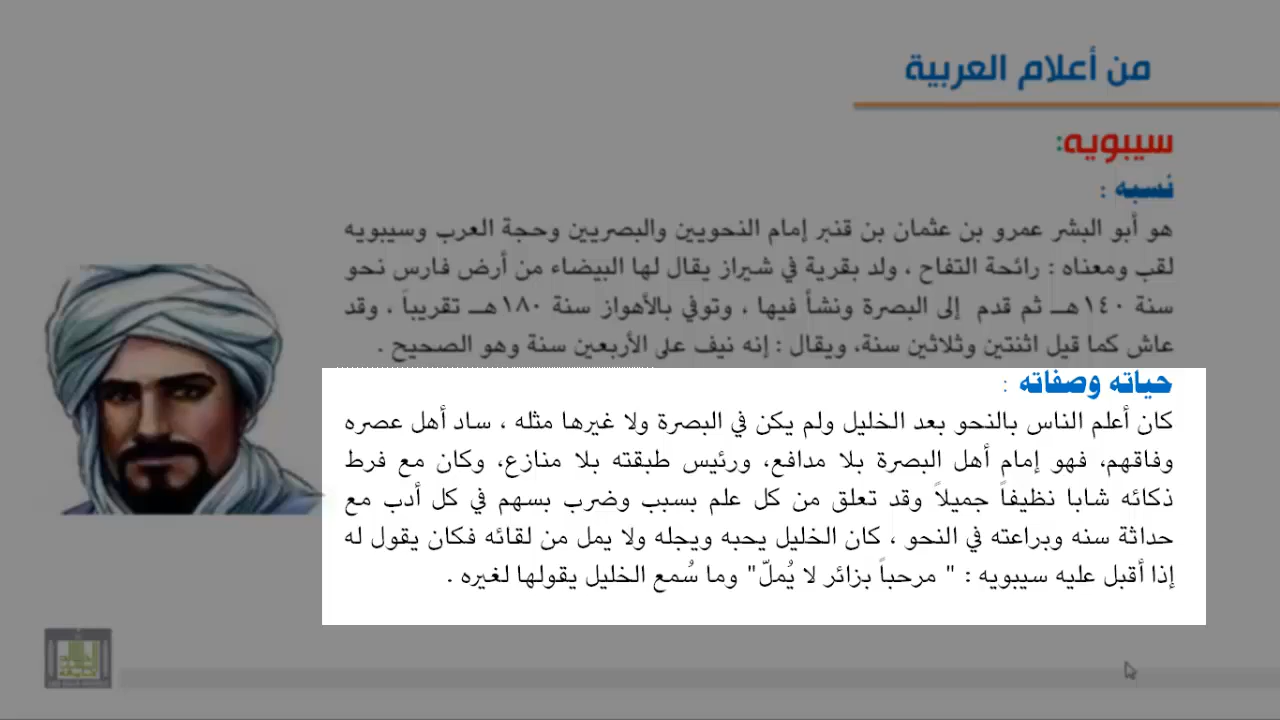 من أعلام العربية
سيبويه:
نسبه :
هو أبو البشر عمرو بن عثمان بن قنبر إمام النحويين والبصريين وحجة العرب وسيبويه
لقب ومعناه : رائحة التفاح ، ولد بقرية في شيراز يقال لها البيضاء من أرض فارس نحو
سنة ١٤٠هــ ثم قدم إلى البصرة ونشأ فيها ، وتوفي بالأهواز سنة ١٨٠هــ تقريباً ، وقد
عاش كما قيل اثنتين وثلاثين سنة، ويقال : إنه نيف على الأربعين سنة وهو الصحيح .
حياته وصفاته :
كان أعلم الناس بالنحو بعد الخليل ولم يكن في البصرة ولا غيرها مثله ، ساد أهل عصره
وفاقهم، فهو إمام أهل البصرة بلا مدافع، ورئيس طبقته بلا منازع، وكان مع فرط
ذكائه شابا نظيفاً جميلاً وقد تعلق من كل علم بسبب وضرب بسهم في كل أدب مع
حداثة سنه وبراعته في النحو ، كان الخليل يحبه ويجله ولا يمل من لقائه فكان يقول له
إذا أقبل عليه سيبويه : " مرحباً بزائر لا يُملّ" وما سُمع الخليل يقولها لغيره .